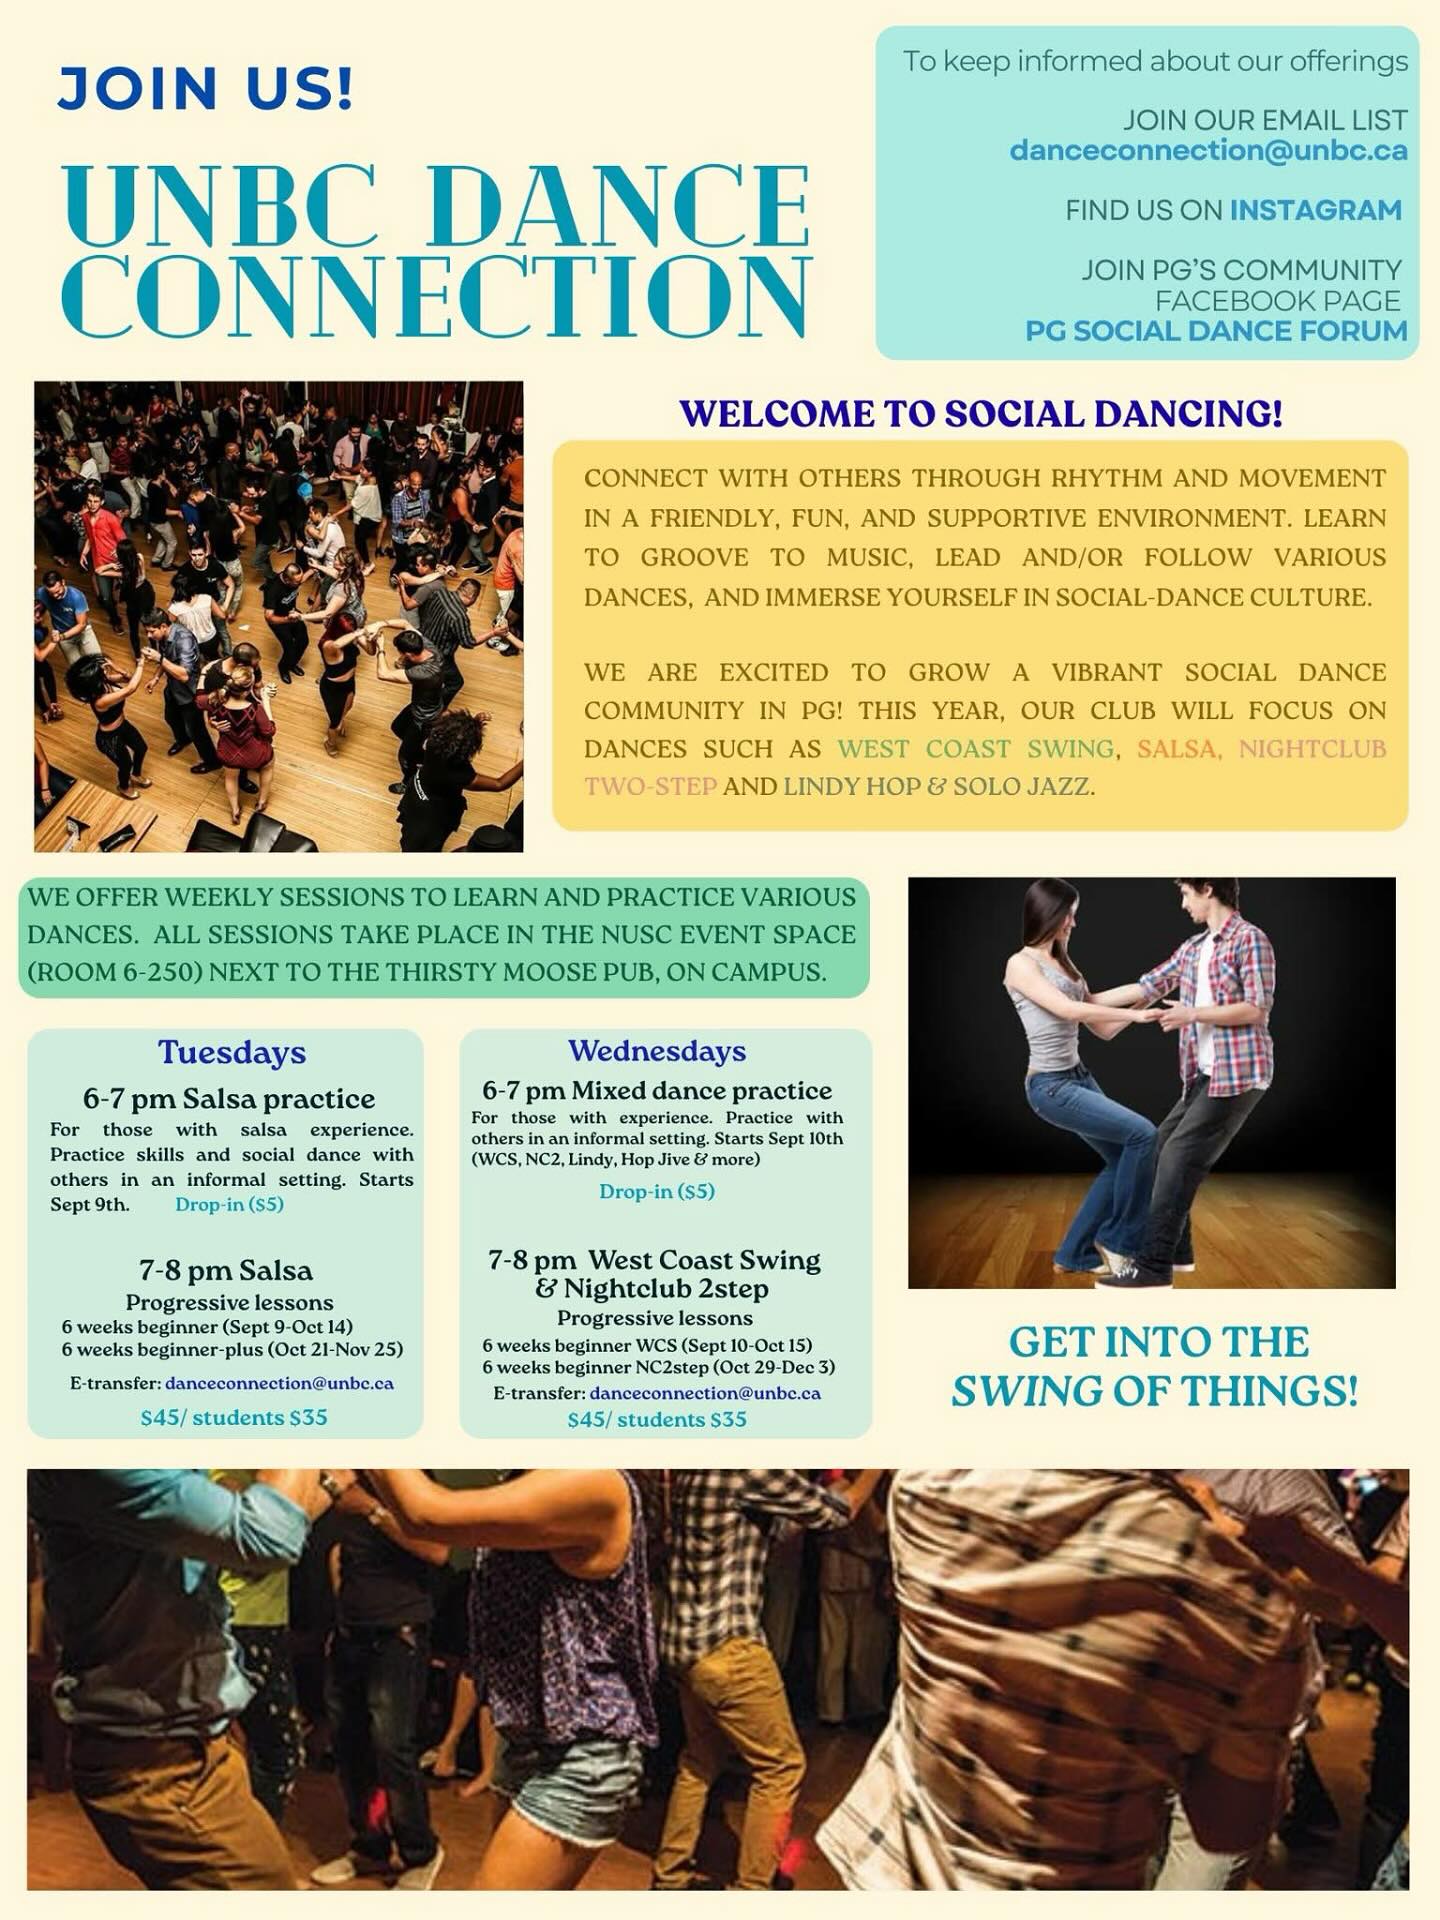 JOIN US!
UNBC DANCE
CONNECTION
To keep informed about our offerings
JOIN OUR EMAIL LIST
danceconnection@unbc.ca
FIND US ON INSTAGRAM
JOIN PG'S COMMUNITY
FACEBOOK PAGE
PG SOCIAL DANCE FORUM
WELCOME TO SOCIAL DANCING!
CONNECT WITH OTHERS THROUGH RHYTHM AND MOVEMENT
IN A FRIENDLY, FUN, AND SUPPORTIVE ENVIRONMENT. LEARN
TO GROOVE TO MUSIC, LEAD AND/OR FOLLOW VARIOUS
DANCES, AND IMMERSE YOURSELF IN SOCIAL-DANCE CULTURE.
WE ARE EXCITED TO GROW A VIBRANT SOCIAL DANCE
COMMUNITY IN PG! THIS YEAR, OUR CLUB WILL FOCUS ON
DANCES SUCH AS WEST COAST SWING, SALSA, NIGHTCLUB
TWO-STEP AND LINDY HOP & SOLO JAZZ.
WE OFFER WEEKLY SESSIONS TO LEARN AND PRACTICE VARIOUS
DANCES. ALL SESSIONS TAKE PLACE IN THE NUSC EVENT SPACE
(ROOM 6-250) NEXT TO THE THIRSTY MOOSE PUB, ON CAMPUS.
Tuesdays
6-7 pm Salsa practice
For those with salsa experience.
Practice skills and social dance with
others in an informal setting. Starts
Sept 9th. Drop-in ($5)
7-8 pm Salsa
Progressive lessons
6 weeks beginner (Sept 9-Oct 14)
6 weeks beginner-plus (Oct 21-Nov 25)
E-transfer: danceconnection@unbc.ca
$45/ students $35
Wednesdays
6-7 pm Mixed dance practice
For those with experience. Practice with
others in an informal setting. Starts Sept 10th
(WCS, NC2, Lindy, Hop Jive & more)
Drop-in ($5)
7-8 pm West Coast Swing
& Nightclub 2step
Progressive lessons
6 weeks beginner WCS (Sept 10-Oct 15)
6 weeks beginner NC2step (Oct 29-Dec 3)
E-transfer: danceconnection@unbc.ca
$45/ students $35
GET INTO THE
SWING OF THINGS!